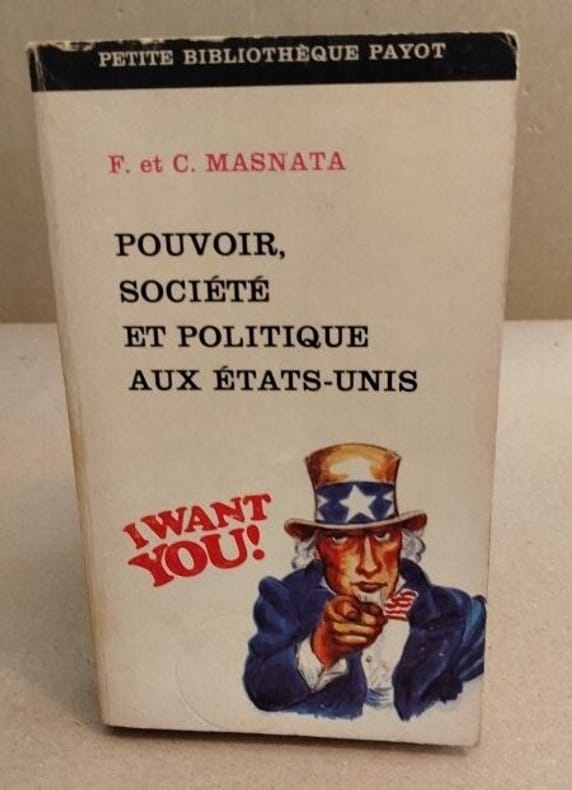 PETITE BIBLIOTHÈQUE PAYOT
F. et C. MASNATA
POUVOIR,
SOCIÉTÉ
ET POLITIQUE
AUX ÉTATS-UNIS
I WANT
YOU!